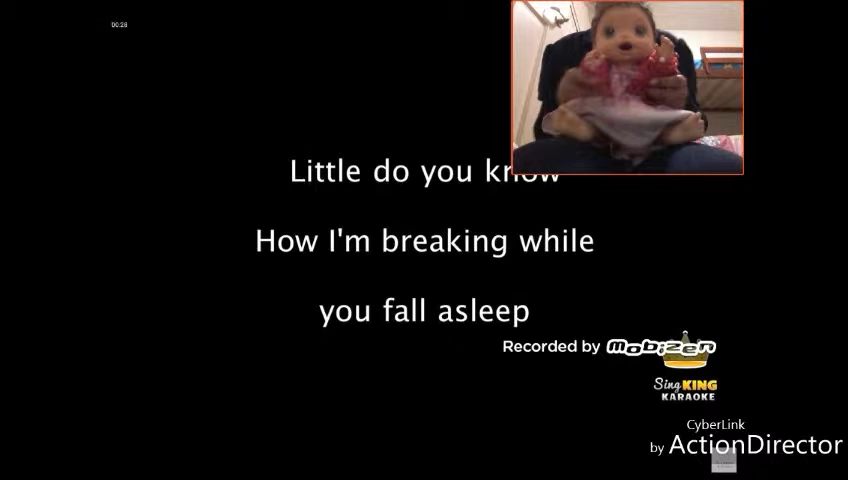 00:28
Little do you know
How I'm breaking while
you fall asleep
Recorded by Mobizen
Sing KING
KARAOKE
CyberLink
by ActionDirector